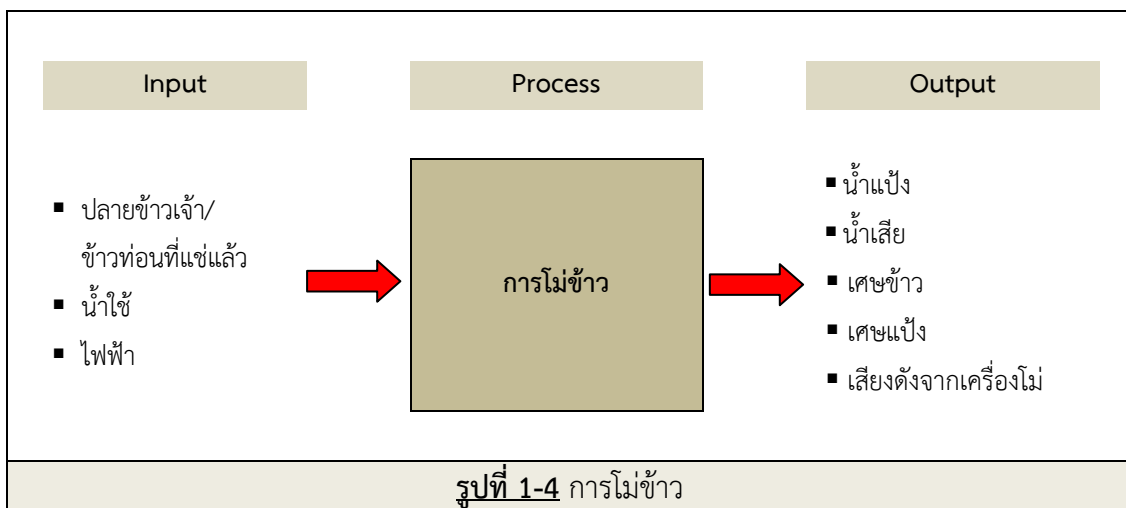 Input
Process
Output
▪ ปลายข้าวเจ้า/
ข้าวท่อนที่แช่แล้ว
▪ น้ำใช้
▪ ไฟฟ้า
การโม่ข้าว
▪ น้ำแป้ง
▪ น้ำเสีย
▪ เศษข้าว
▪ เศษแป้ง
▪ เสียงดังจากเครื่องโม่
รูปที่ 1-4 การโม่ข้าว